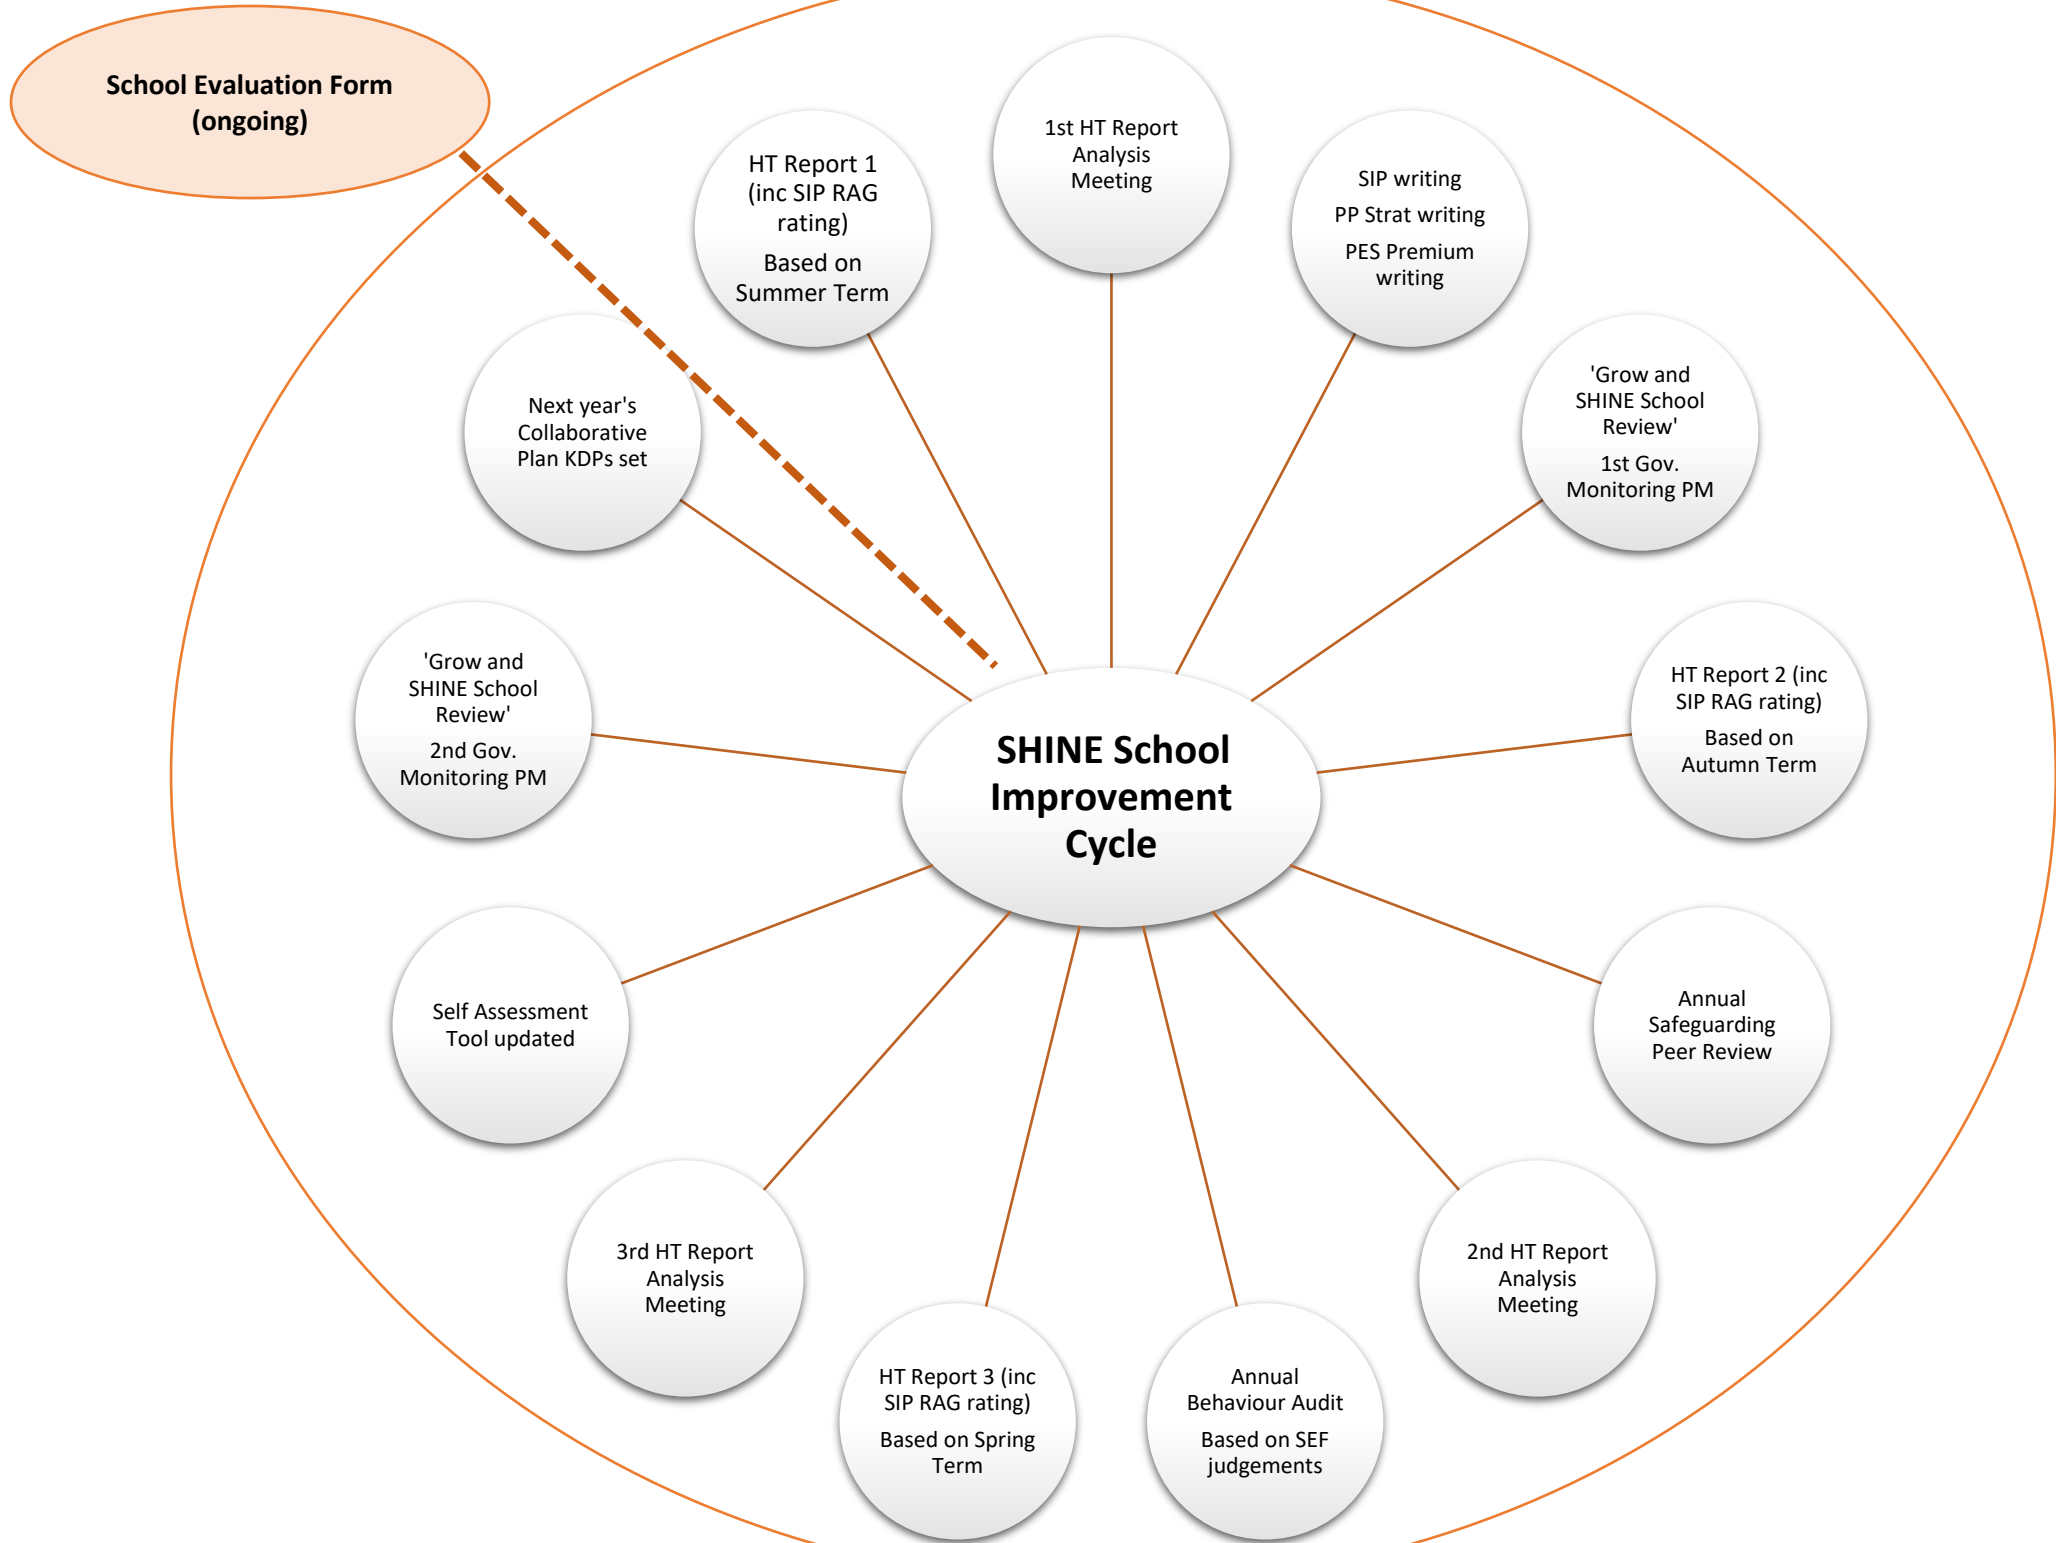 School Evaluation Form
(ongoing)
1st HT Report
Analysis
Meeting
HT Report 1
(inc SIP RAG
rating)
Based on
Summer Term
SIP writing
PP Strat writing
PES Premium
writing
'Grow and
SHINE School
Review'
1st Gov.
Monitoring PM
Next year's
Collaborative
Plan KDPs set
HT Report 2 (inc
SIP RAG rating)
Based on
Autumn Term
'Grow and
SHINE School
Review'
2nd Gov.
Monitoring PM
SHINE School
Improvement
Cycle
Annual
Safeguarding
Peer Review
Self Assessment
Tool updated
2nd HT Report
Analysis
Meeting
3rd HT Report
Analysis
Meeting
Annual
Behaviour Audit
Based on SEF
judgements
HT Report 3 (inc
SIP RAG rating)
Based on Spring
Term